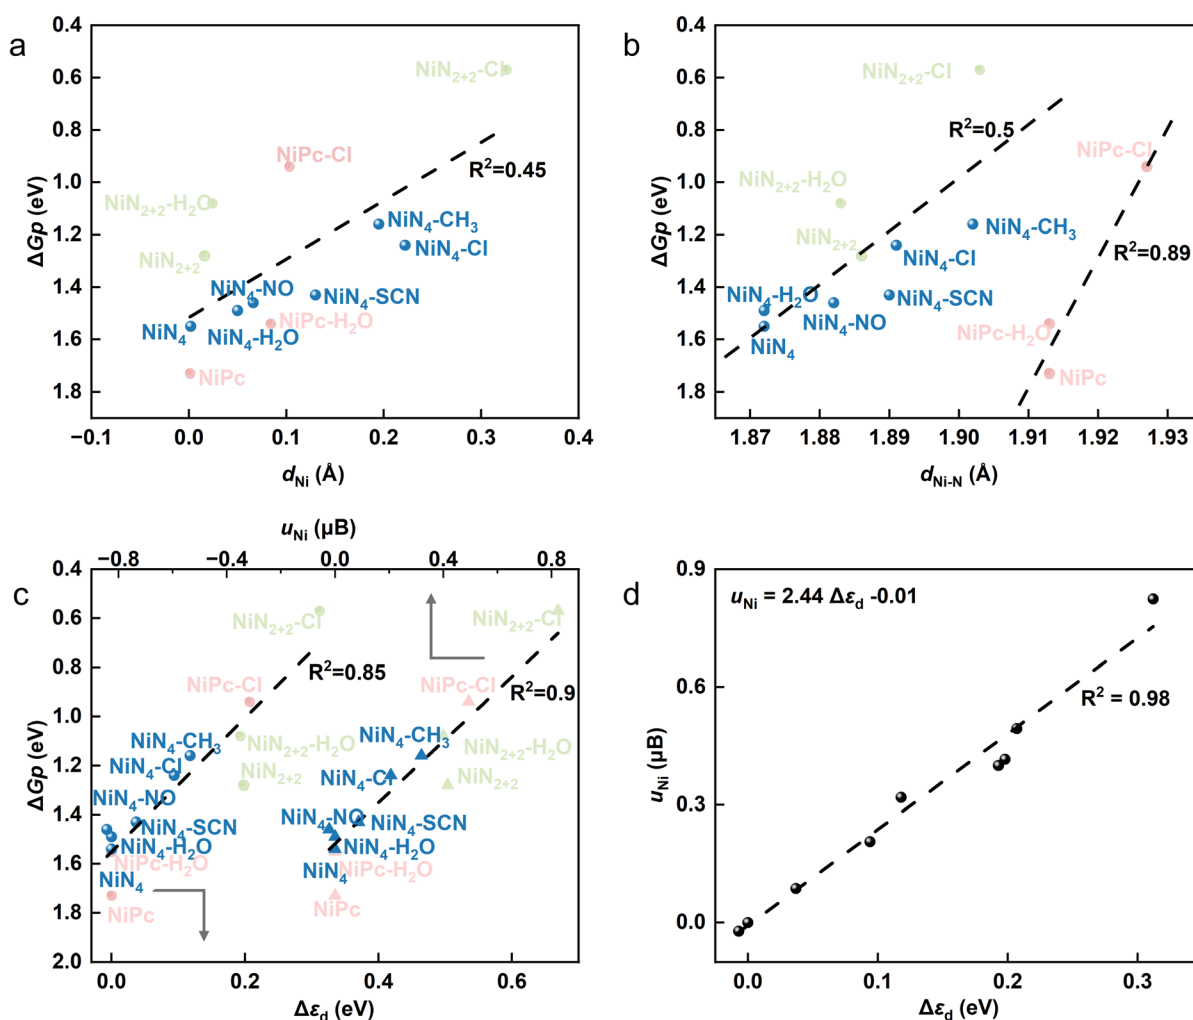 a
0.4
0.6
0.8
1.0
1.2
1.4
1.6
1.8
ΔGp (eV)
NiN₂₊₂-Cl
NiPc-Cl
R²=0.45
NiN₂₊₂-H₂O
NiN₄-CH₃
NiN₂₊₂
NiN₄-Cl
NiN₄-NO
NiN₄-SCN
NiN₄
NiN₄-H₂O
NiPc-H₂O
NiPc
−0.1
0.0
0.1
0.2
0.3
0.4
d_Ni (Å)
b
0.4
0.6
0.8
1.0
1.2
1.4
1.6
1.8
ΔGp (eV)
NiN₂₊₂-Cl
R²=0.5
NiPc-Cl
NiN₂₊₂-H₂O
NiN₄-CH₃
NiN₂₊₂
NiN₄-Cl
R²=0.89
NiN₄-H₂O
NiN₄-SCN
NiN₄-NO
NiPc-H₂O
NiN₄
NiPc
1.87
1.88
1.89
1.90
1.91
1.92
1.93
d_Ni-N (Å)
u_Ni (μB)
−0.8
−0.4
0.0
0.4
0.8
c
0.4
0.6
0.8
1.0
1.2
1.4
1.6
1.8
2.0
ΔGp (eV)
NiN₂₊₂-Cl
NiN₂₊₂-Cl
R²=0.85
NiPc-Cl
NiPc-Cl
R²=0.9
NiN₄-CH₃
NiN₂₊₂-H₂O
NiN₄-CH₃
NiN₂₊₂-H₂O
NiN₄-Cl
NiN₂₊₂
NiN₄-Cl
NiN₂₊₂
NiN₄-NO
NiN₄-SCN
NiN₄-NO
NiN₄-SCN
NiN₄-H₂O
NiN₄-H₂O
NiPc-H₂O
NiPc-H₂O
NiN₄
NiN₄
NiPc
NiPc
0.0
0.2
0.4
0.6
Δε_d (eV)
d
0.9
0.6
0.3
0.0
u_Ni (μB)
u_Ni = 2.44 Δε_d -0.01
R² = 0.98
0.0
0.1
0.2
0.3
Δε_d (eV)